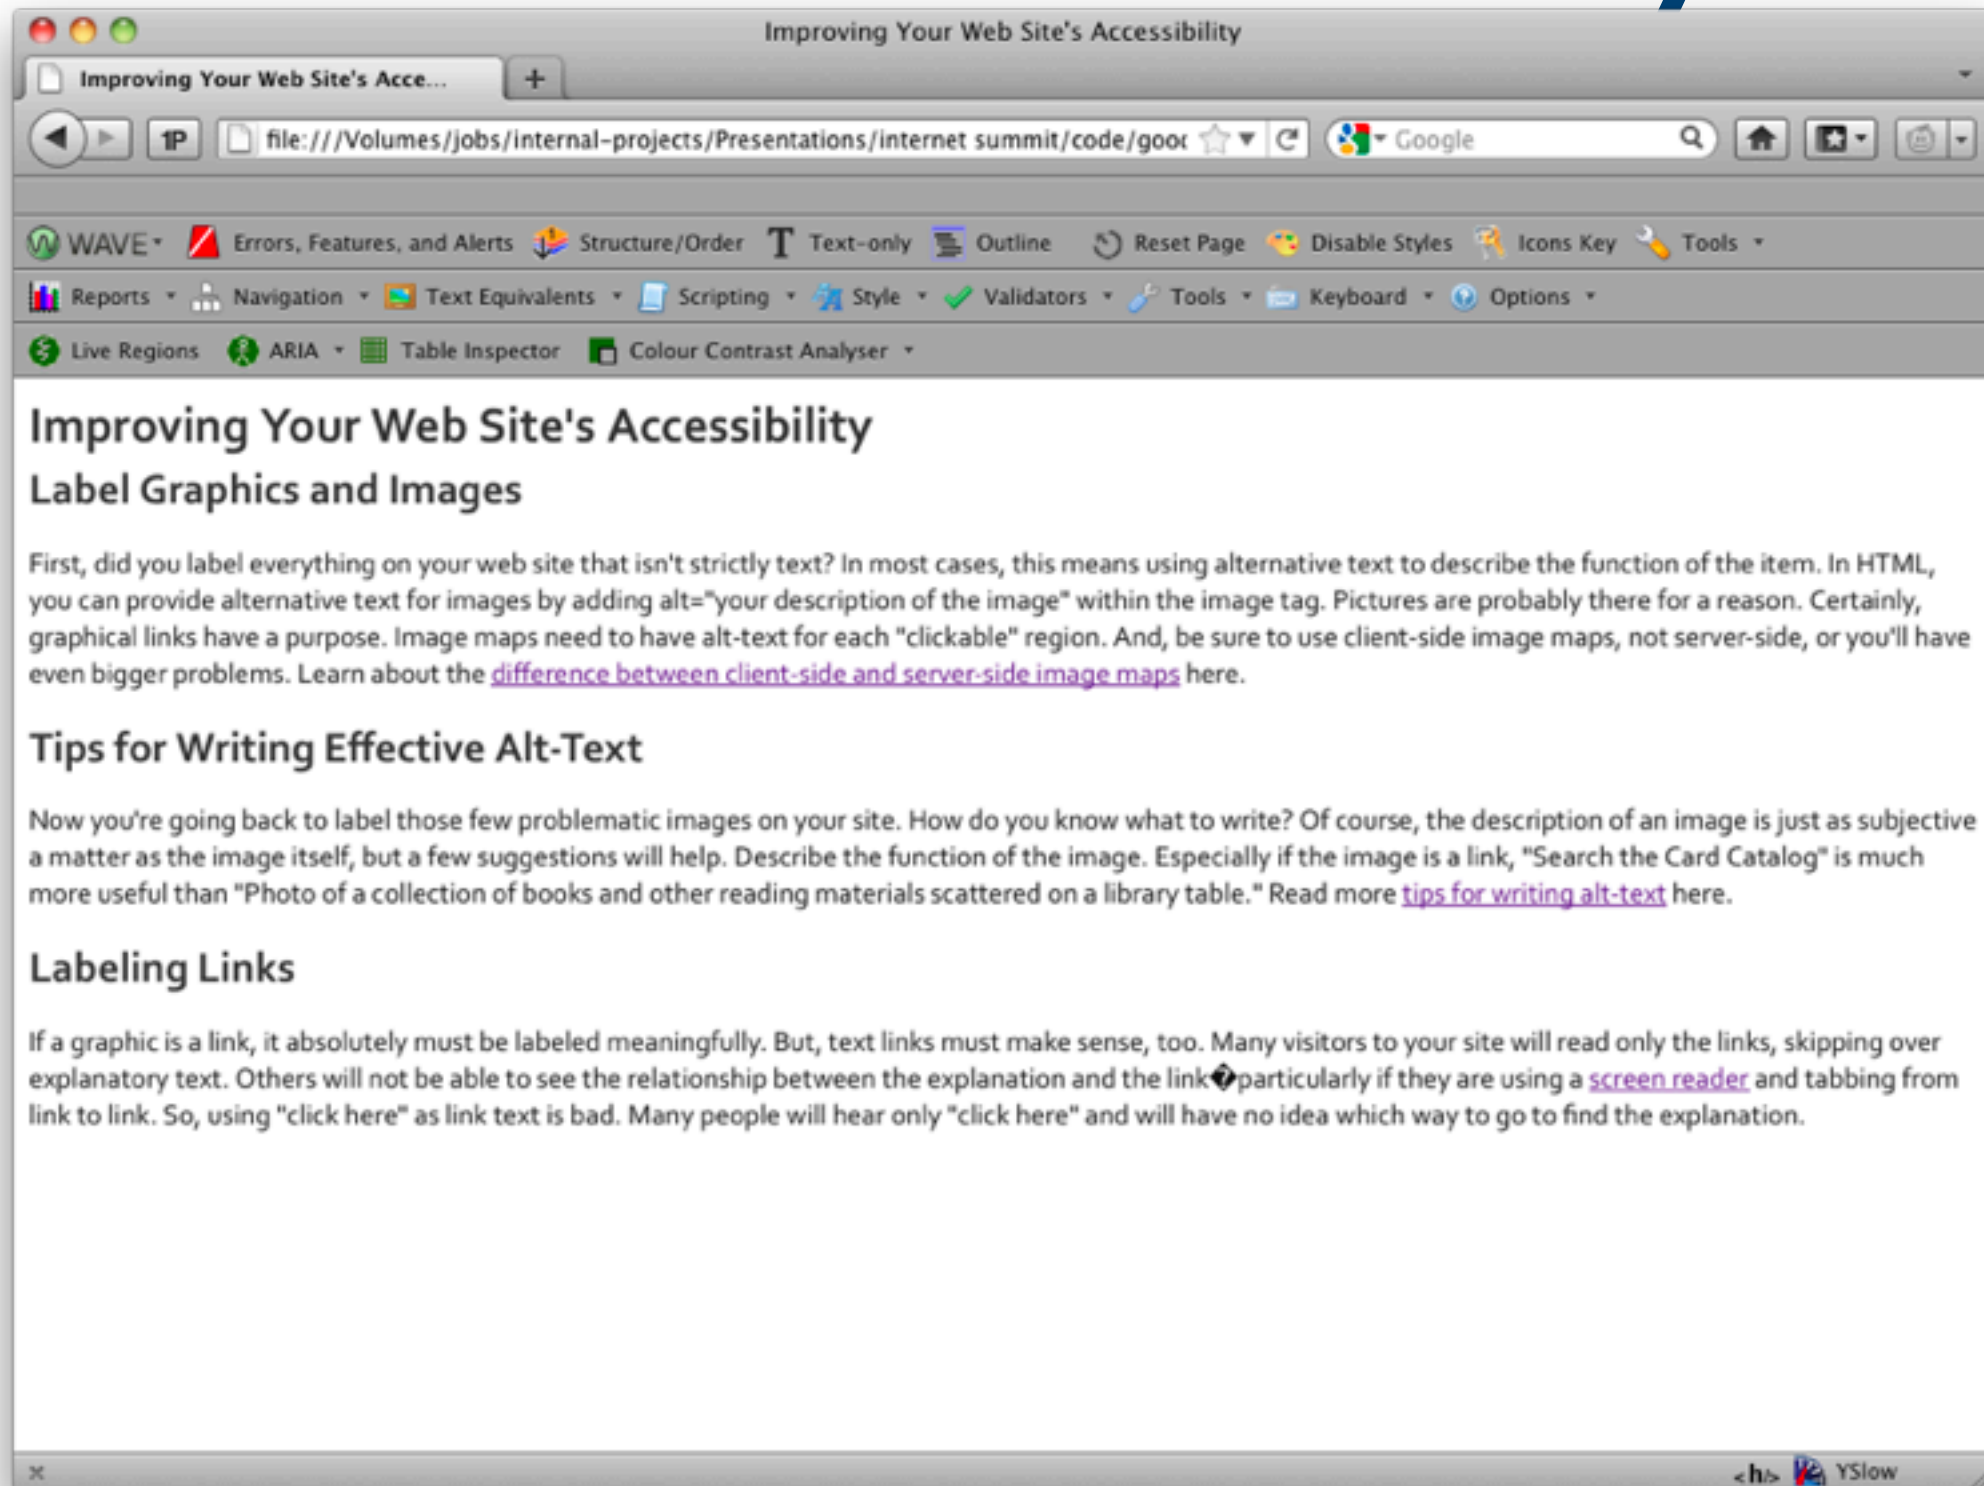 Improving Your Web Site's Accessibility
Improving Your Web Site's Acce...
1P file:///Volumes/jobs/internal-projects/Presentations/internet summit/code/good Google
WAVE Errors, Features, and Alerts Structure/Order Text-only Outline Reset Page Disable Styles Icons Key Tools
Reports Navigation Text Equivalents Scripting Style Validators Tools Keyboard Options
Live Regions ARIA Table Inspector Colour Contrast Analyser
Improving Your Web Site's Accessibility
Label Graphics and Images
First, did you label everything on your web site that isn't strictly text? In most cases, this means using alternative text to describe the function of the item. In HTML,
you can provide alternative text for images by adding alt="your description of the image" within the image tag. Pictures are probably there for a reason. Certainly,
graphical links have a purpose. Image maps need to have alt-text for each "clickable" region. And, be sure to use client-side image maps, not server-side, or you'll have
even bigger problems. Learn about the difference between client-side and server-side image maps here.
Tips for Writing Effective Alt-Text
Now you're going back to label those few problematic images on your site. How do you know what to write? Of course, the description of an image is just as subjective
a matter as the image itself, but a few suggestions will help. Describe the function of the image. Especially if the image is a link, "Search the Card Catalog" is much
more useful than "Photo of a collection of books and other reading materials scattered on a library table." Read more tips for writing alt-text here.
Labeling Links
If a graphic is a link, it absolutely must be labeled meaningfully. But, text links must make sense, too. Many visitors to your site will read only the links, skipping over
explanatory text. Others will not be able to see the relationship between the explanation and the link�particularly if they are using a screen reader and tabbing from
link to link. So, using "click here" as link text is bad. Many people will hear only "click here" and will have no idea which way to go to find the explanation.
<h/> YSlow